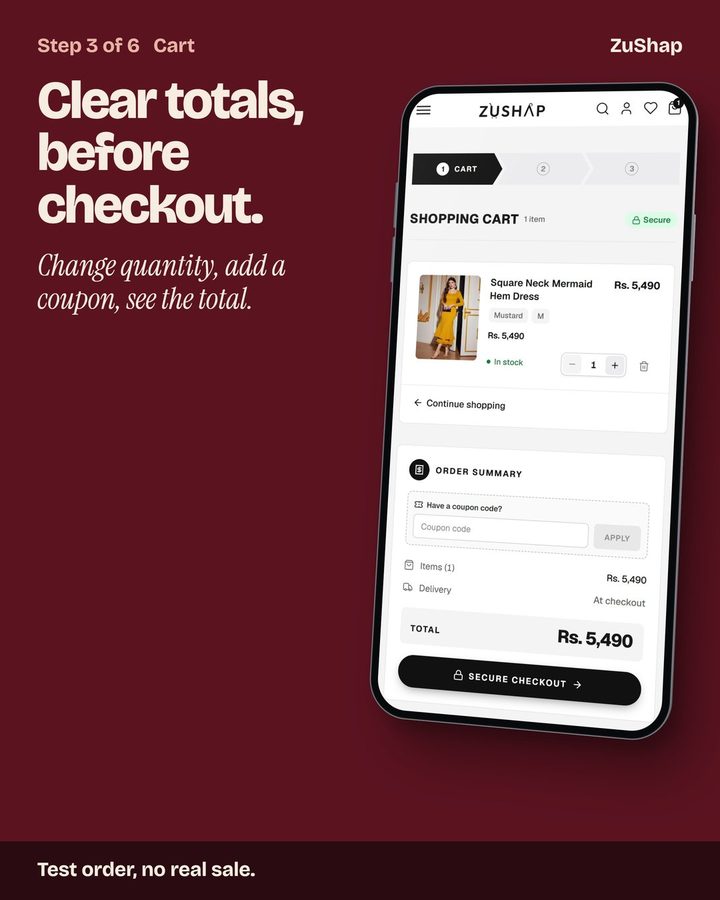 Step 3 of 6 Cart
ZuShap
Clear totals,
before
checkout.
Change quantity, add a
coupon, see the total.
ZUSHAP
1
1 CART
2
3
SHOPPING CART 1 item
Secure
Square Neck Mermaid
Hem Dress
Rs. 5,490
Mustard M
Rs. 5,490
In stock
− 1 +
← Continue shopping
ORDER SUMMARY
Have a coupon code?
Coupon code
APPLY
Items (1) Rs. 5,490
Delivery At checkout
TOTAL Rs. 5,490
SECURE CHECKOUT →
Test order, no real sale.